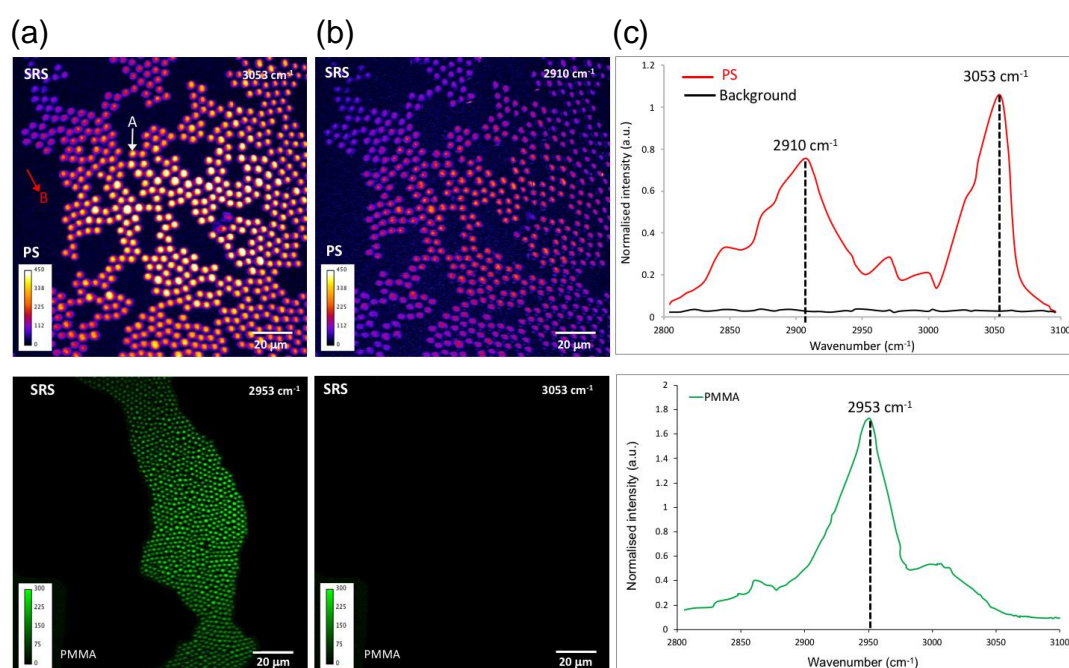 (a)
(b)
(c)
SRS
3053 cm-1
A
B
PS
450
338
225
112
0
20 µm
SRS
2910 cm-1
450
338
225
112
0
20 µm
1.2
1
0.8
0.6
0.4
0.2
0
Normalised intensity (a.u.)
PS
Background
2910 cm-1
3053 cm-1
2800
2850
2900
2950
3000
3050
3100
Wavenumber (cm-1)
SRS
2953 cm-1
300
225
150
75
0
PMMA
20 µm
SRS
3053 cm-1
300
225
150
75
0
PMMA
20 µm
2
1.8
1.6
1.4
1.2
1
0.8
0.6
0.4
0.2
0
Normalised intensity (a.u.)
PMMA
2953 cm-1
2800
2850
2900
2950
3000
3050
3100
Wavenumber (cm-1)